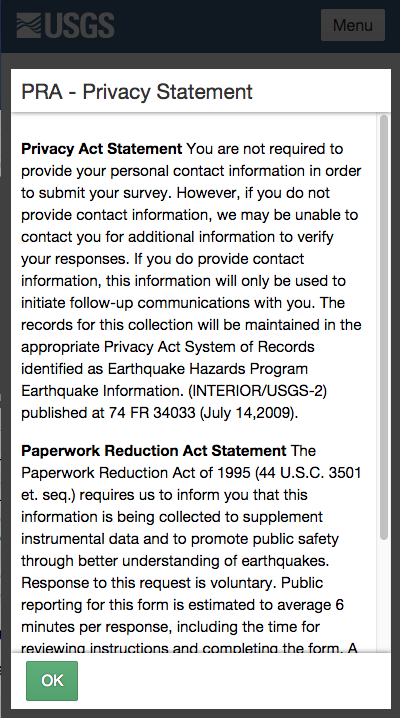 USGS
Menu
PRA - Privacy Statement
Privacy Act Statement You are not required to
provide your personal contact information in order
to submit your survey. However, if you do not
provide contact information, we may be unable to
contact you for additional information to verify
your responses. If you do provide contact
information, this information will only be used to
initiate follow-up communications with you. The
records for this collection will be maintained in the
appropriate Privacy Act System of Records
identified as Earthquake Hazards Program
Earthquake Information. (INTERIOR/USGS-2)
published at 74 FR 34033 (July 14,2009).
Paperwork Reduction Act Statement The
Paperwork Reduction Act of 1995 (44 U.S.C. 3501
et. seq.) requires us to inform you that this
information is being collected to supplement
instrumental data and to promote public safety
through better understanding of earthquakes.
Response to this request is voluntary. Public
reporting for this form is estimated to average 6
minutes per response, including the time for
reviewing instructions and completing the form. A
OK